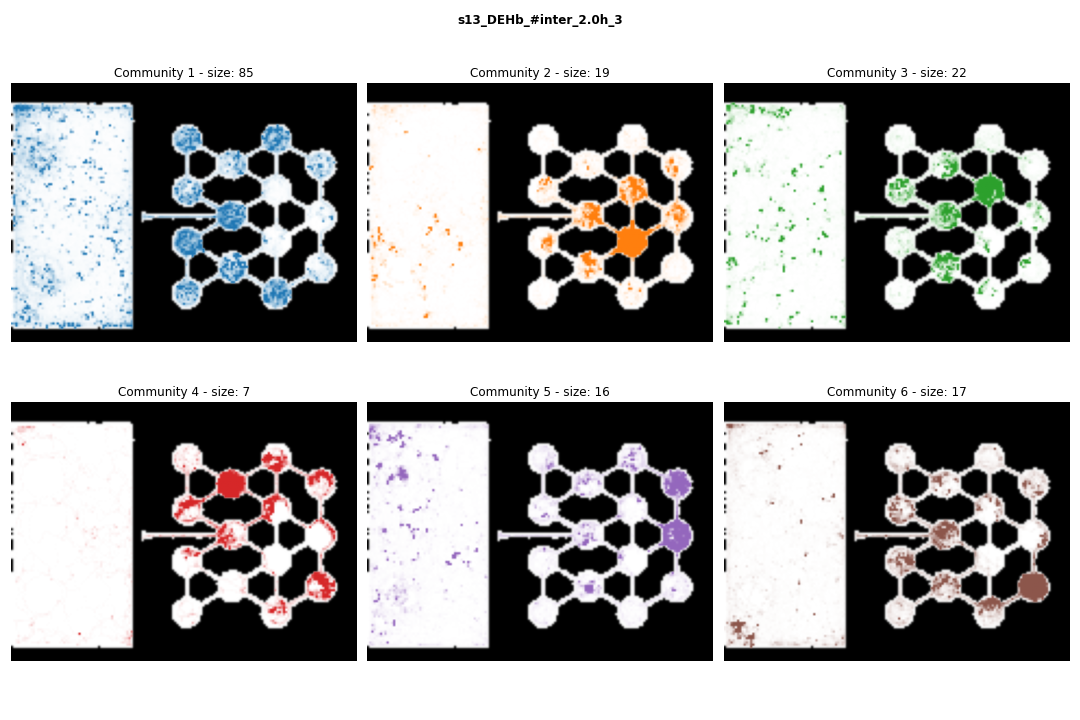 s13_DEHb_#inter_2.0h_3
Community 1 - size: 85
Community 2 - size: 19
Community 3 - size: 22
Community 4 - size: 7
Community 5 - size: 16
Community 6 - size: 17